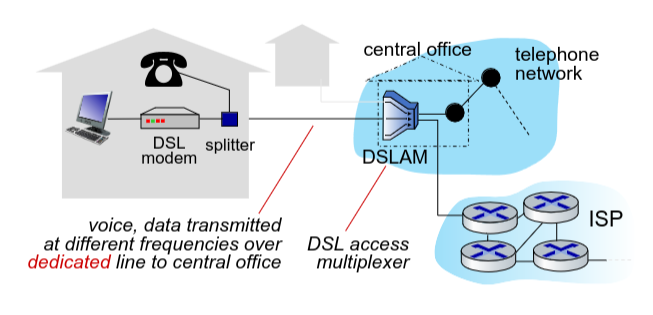 central office
telephone
network
DSL
modem
splitter
DSLAM
ISP
voice, data transmitted
at different frequencies over
dedicated line to central office
DSL access
multiplexer